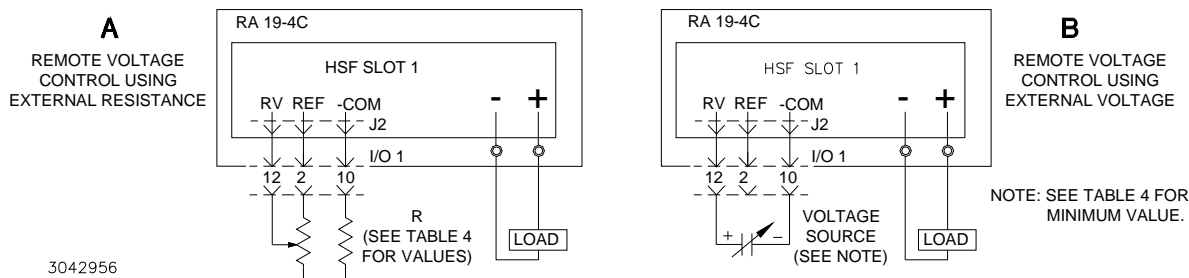 A
REMOTE VOLTAGE
CONTROL USING
EXTERNAL RESISTANCE
RA 19-4C
HSF SLOT 1
RV REF -COM
- +
J2
I/O 1
12 2 10
R
(SEE TABLE 4
FOR VALUES)
LOAD
3042956
RA 19-4C
HSF SLOT 1
RV REF -COM
- +
J2
I/O 1
12 2 10
+ -
VOLTAGE
SOURCE
(SEE NOTE)
LOAD
B
REMOTE VOLTAGE
CONTROL USING
EXTERNAL VOLTAGE
NOTE: SEE TABLE 4 FOR
MINIMUM VALUE.